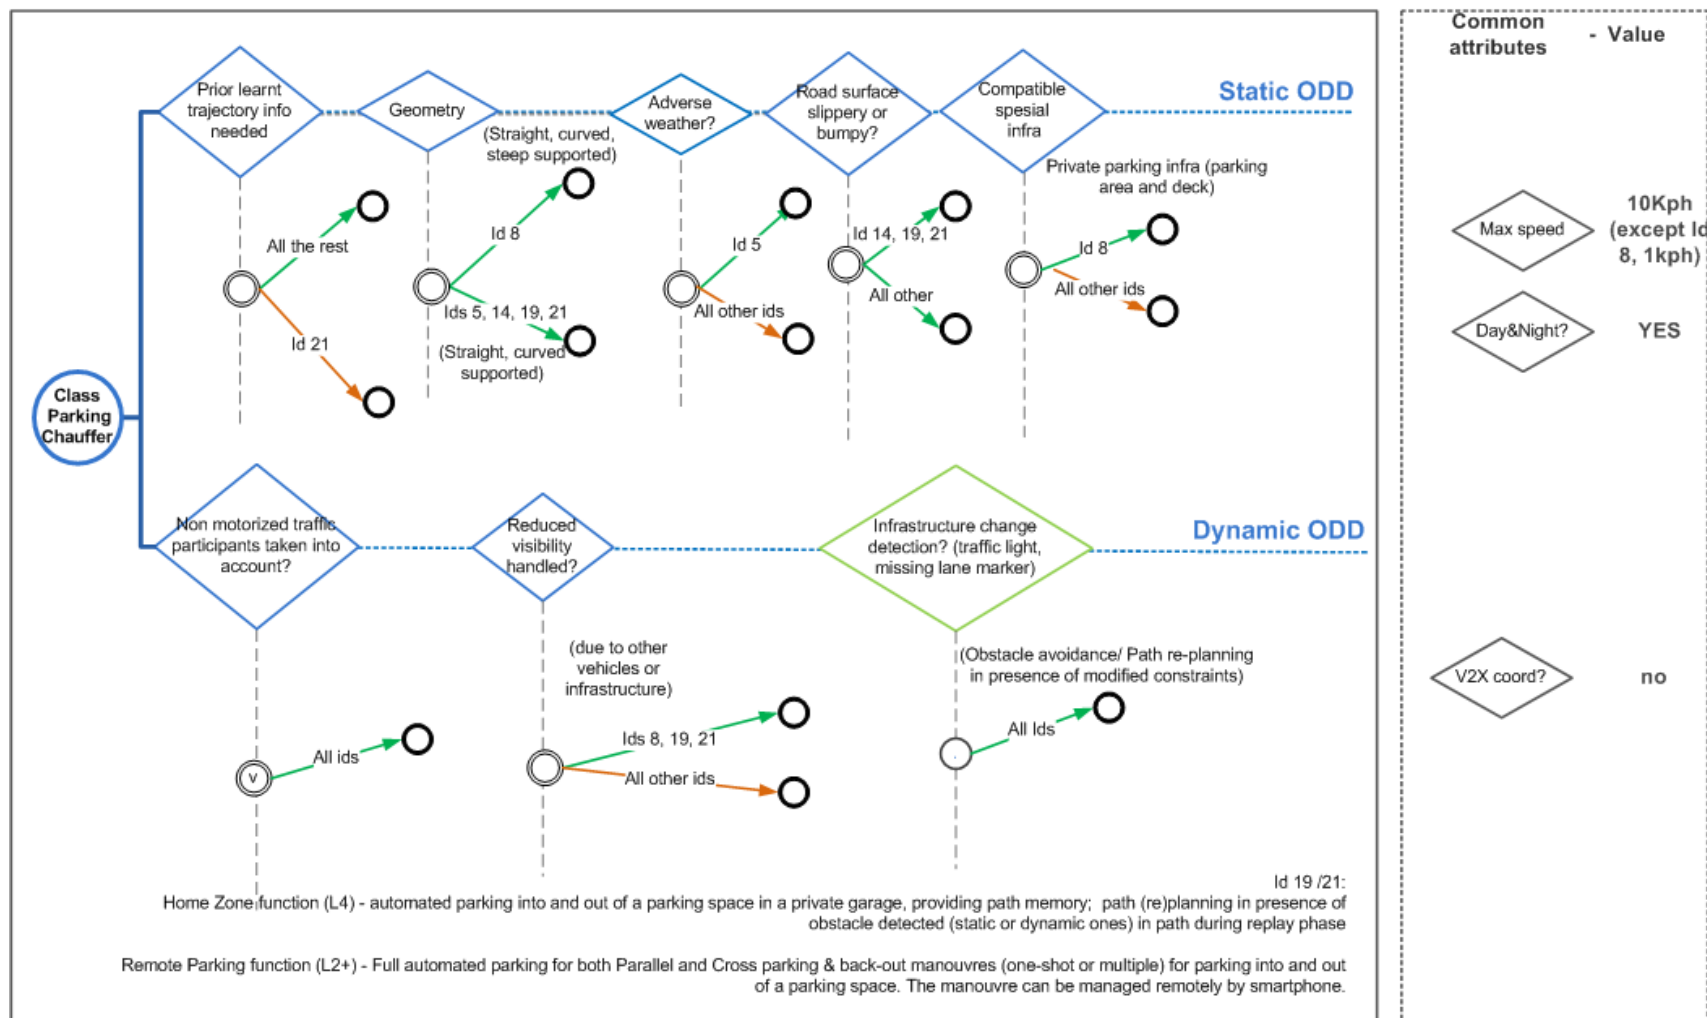 Common
attributes
- Value
Static ODD
Prior learnt
trajectory info
needed
Geometry
Adverse
weather?
Road surface
slippery or
bumpy?
Compatible
spesial
infra
(Straight, curved,
steep supported)
Private parking infra (parking
area and deck)
All the rest
Id 21
Id 8
Ids 5, 14, 19, 21
(Straight, curved
supported)
Id 5
All other ids
Id 14, 19, 21
All other
Id 8
All other ids
Max speed
10Kph
(except Id
8, 1kph)
Day&Night?
YES
Class
Parking
Chauffer
Dynamic ODD
Non motorized traffic
participants taken into
account?
Reduced
visibility
handled?
Infrastructure change
detection? (traffic light,
missing lane marker)
(due to other
vehicles or
infrastructure)
(Obstacle avoidance/ Path re-planning
in presence of modified constraints)
V2X coord?
no
v
All ids
Ids 8, 19, 21
All other ids
All Ids
Id 19 /21:
Home Zone function (L4) - automated parking into and out of a parking space in a private garage, providing path memory; path (re)planning in presence of
obstacle detected (static or dynamic ones) in path during replay phase
Remote Parking function (L2+) - Full automated parking for both Parallel and Cross parking & back-out manouvres (one-shot or multiple) for parking into and out
of a parking space. The manouvre can be managed remotely by smartphone.